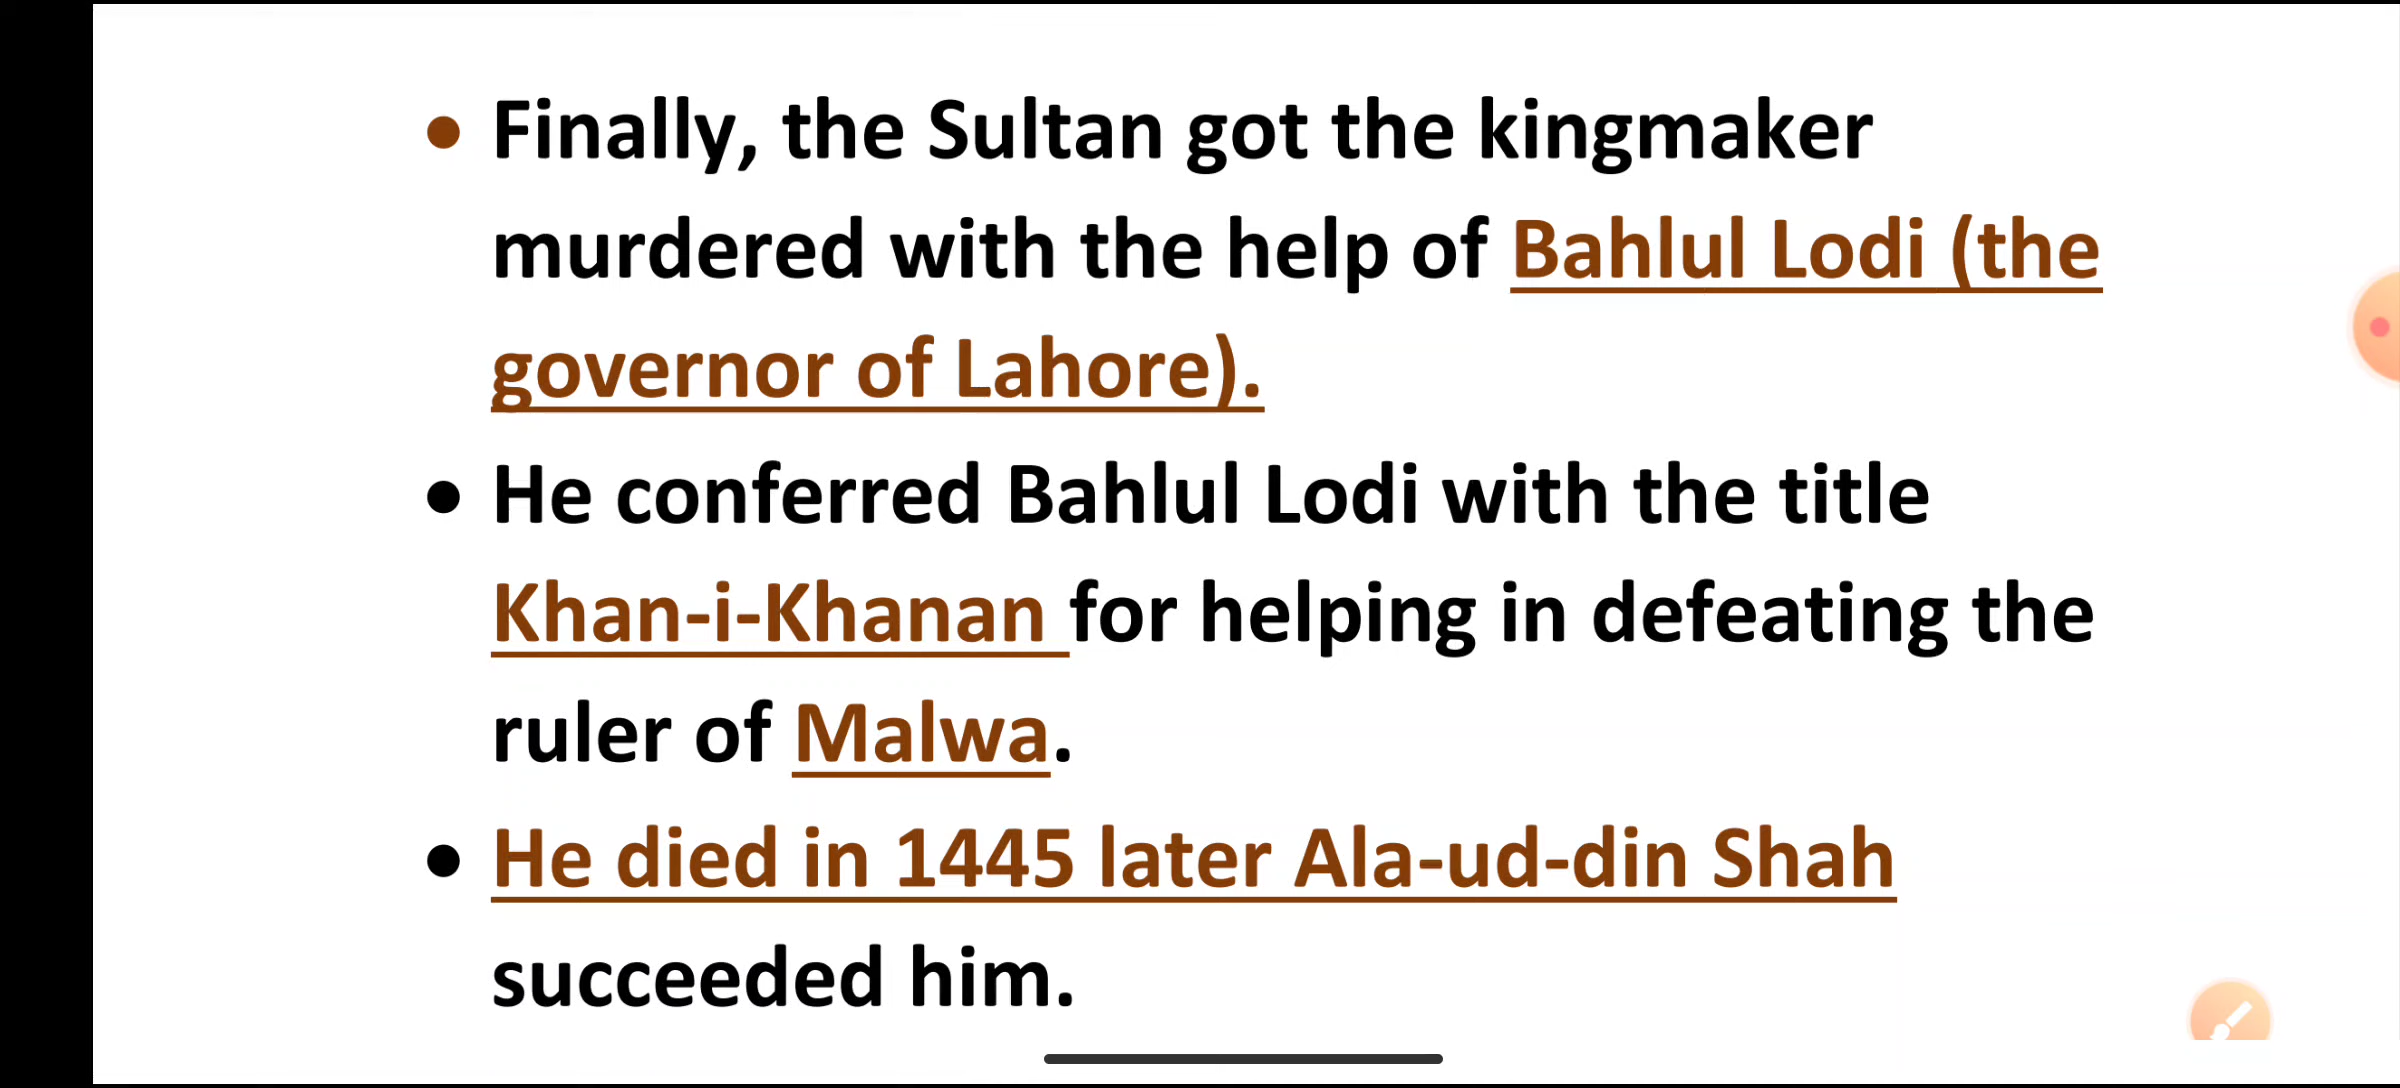 • Finally, the Sultan got the kingmaker
murdered with the help of Bahlul Lodi (the
governor of Lahore).
• He conferred Bahlul Lodi with the title
Khan-i-Khanan for helping in defeating the
ruler of Malwa.
• He died in 1445 later Ala-ud-din Shah
succeeded him.